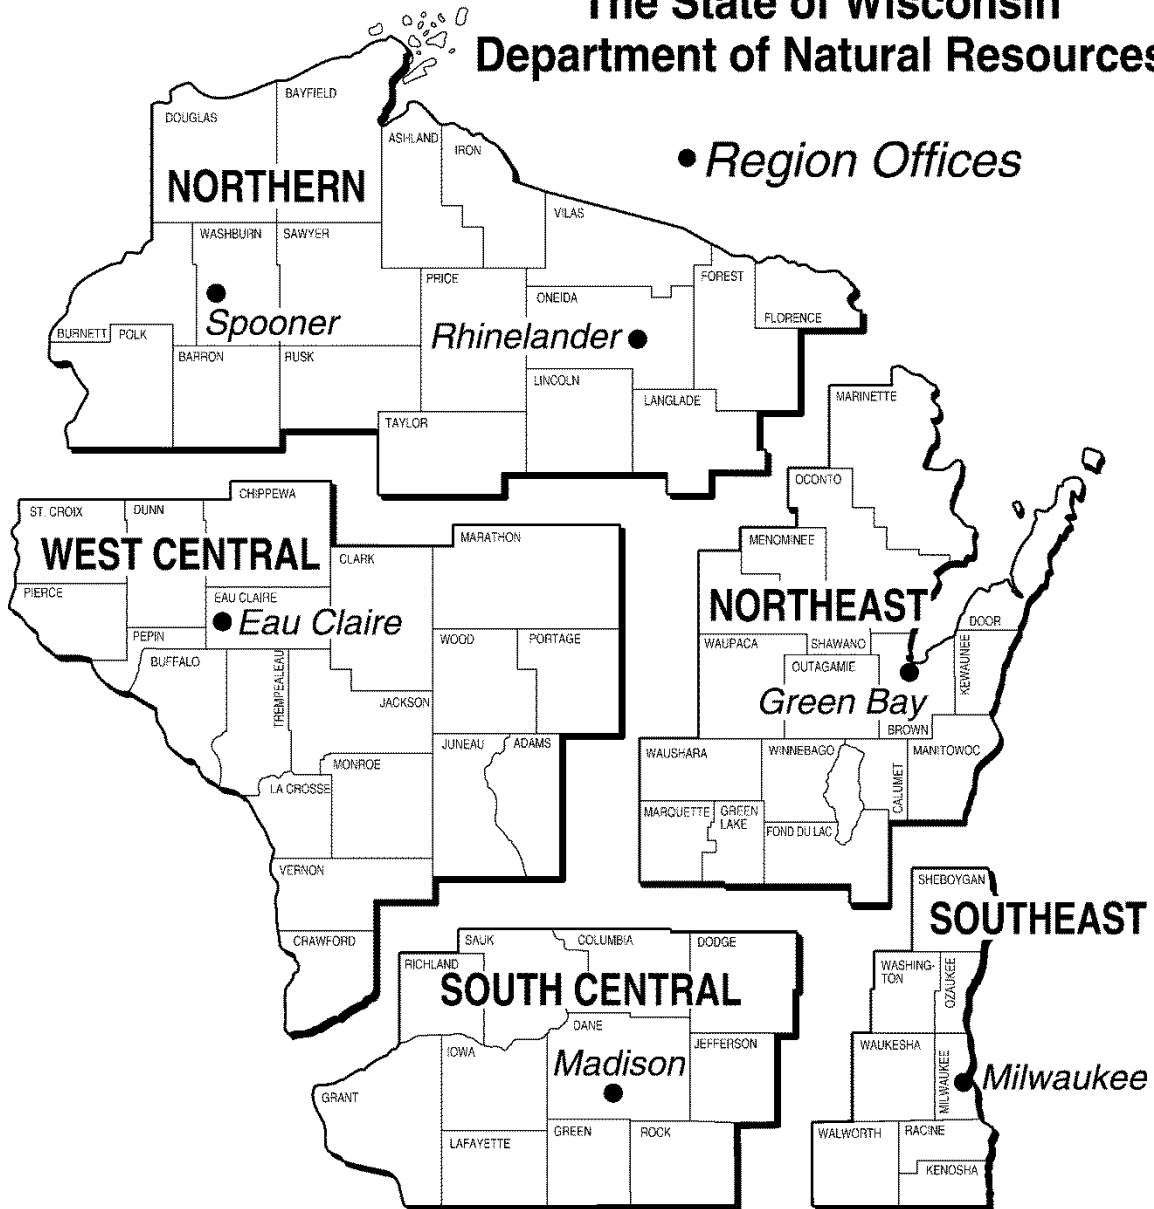 The State of Wisconsin
Department of Natural Resources
Region Offices
BAYFIELD
DOUGLAS
ASHLAND
IRON
NORTHERN
VILAS
WASHBURN
SAWYER
PRICE
FOREST
ONEIDA
FLORENCE
Spooner
Rhinelander
BURNETT
POLK
BARRON
RUSK
LINCOLN
LANGLADE
TAYLOR
MARINETTE
OCONTO
MENOMINEE
NORTHEAST
DOOR
WAUPACA
SHAWANO
OUTAGAMIE
KEWAUNEE
Green Bay
BROWN
WAUSHARA
WINNEBAGO
MANITOWOC
CALUMET
MARQUETTE
GREEN
LAKE
FOND DU LAC
CHIPPEWA
ST. CROIX
DUNN
MARATHON
WEST CENTRAL
CLARK
PIERCE
EAU CLAIRE
Eau Claire
PEPIN
WOOD
PORTAGE
BUFFALO
TREMPEALEAU
JACKSON
JUNEAU
ADAMS
MONROE
LA CROSSE
VERNON
CRAWFORD
SAUK
COLUMBIA
DODGE
RICHLAND
SOUTH CENTRAL
DANE
IOWA
JEFFERSON
Madison
GRANT
LAFAYETTE
GREEN
ROCK
SHEBOYGAN
SOUTHEAST
WASHING-
TON
OZAUKEE
WAUKESHA
MILWAUKEE
Milwaukee
WALWORTH
RACINE
KENOSHA